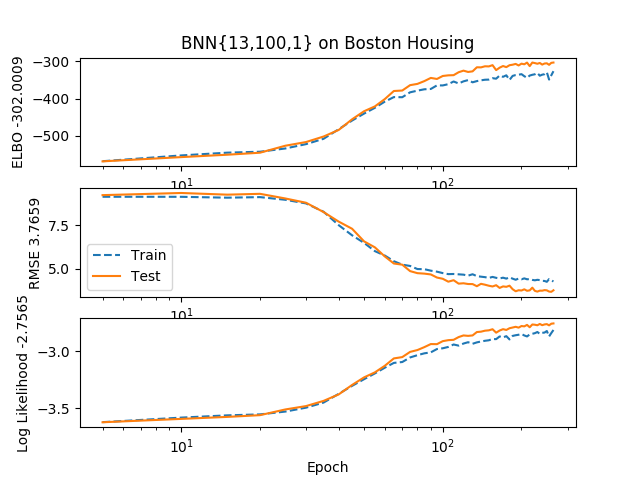 BNN{13,100,1} on Boston Housing
ELBO -302.0009
−300
−400
−500
10¹
10²
RMSE 3.7659
7.5
5.0
Train
Test
10¹
10²
Log Likelihood -2.7565
−3.0
−3.5
10¹
10²
Epoch